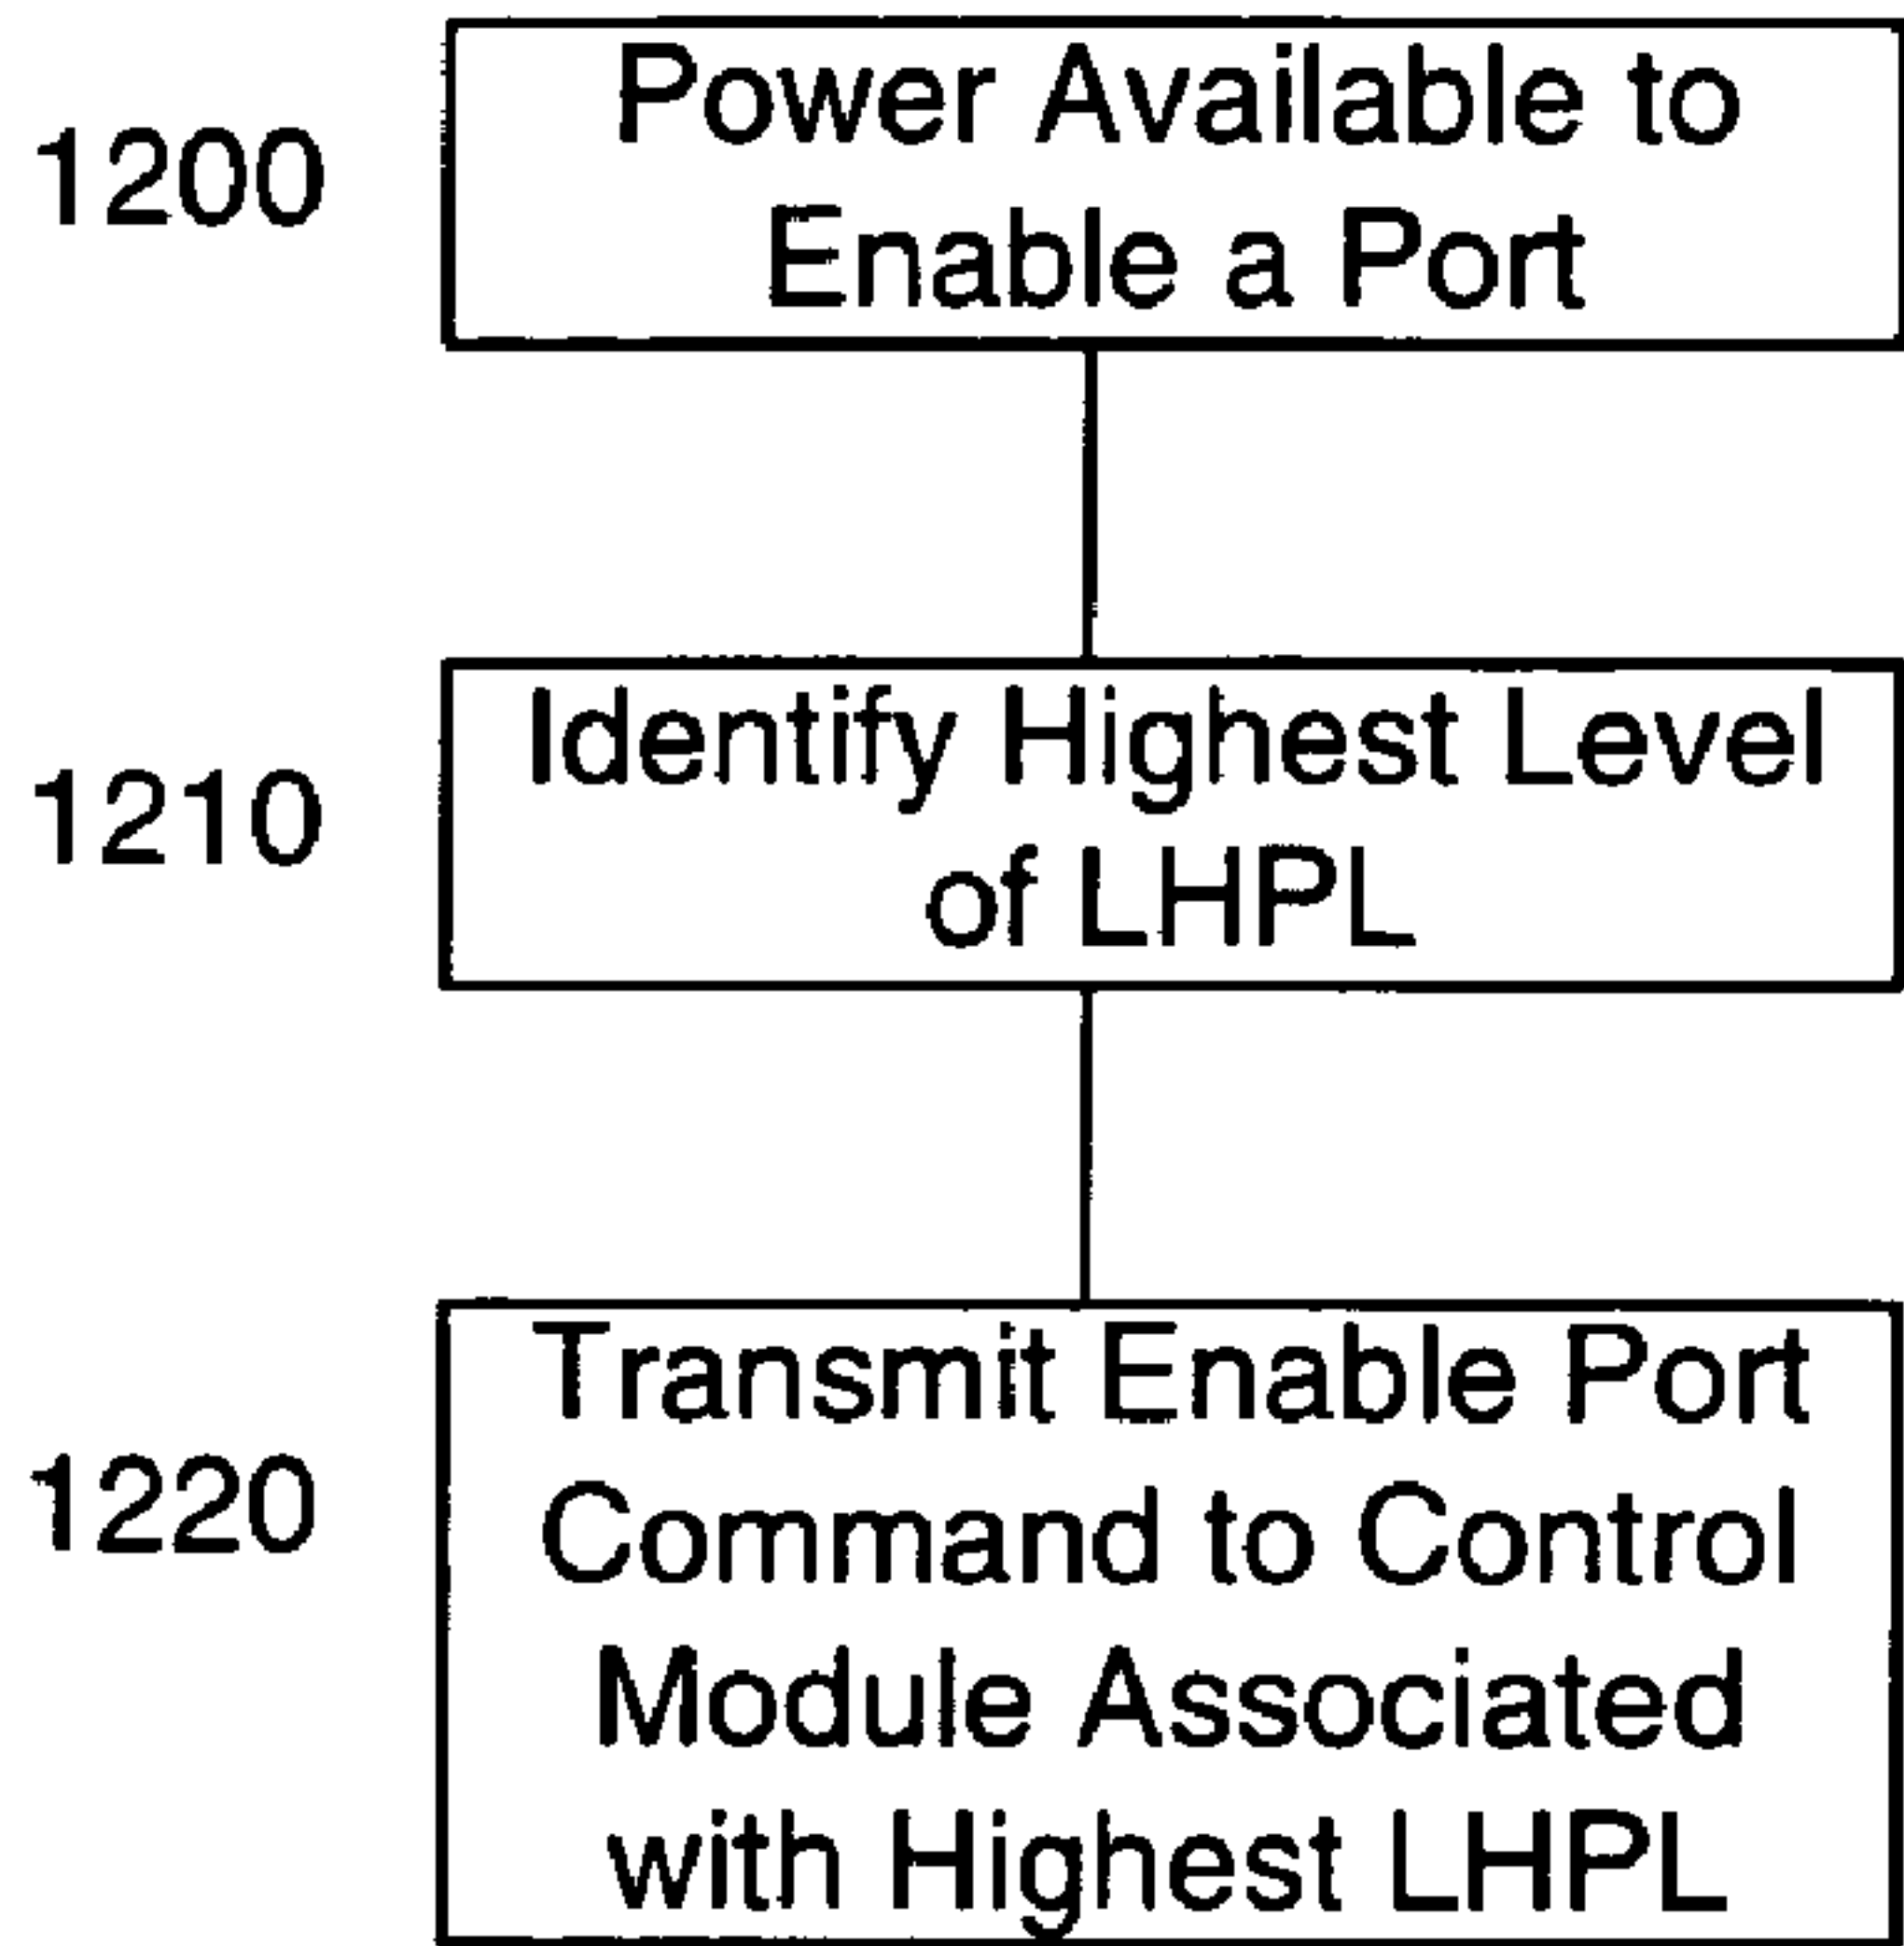 1200
Power Available to
Enable a Port
1210
Identify Highest Level
of LHPL
1220
Transmit Enable Port
Command to Control
Module Associated
with Highest LHPL